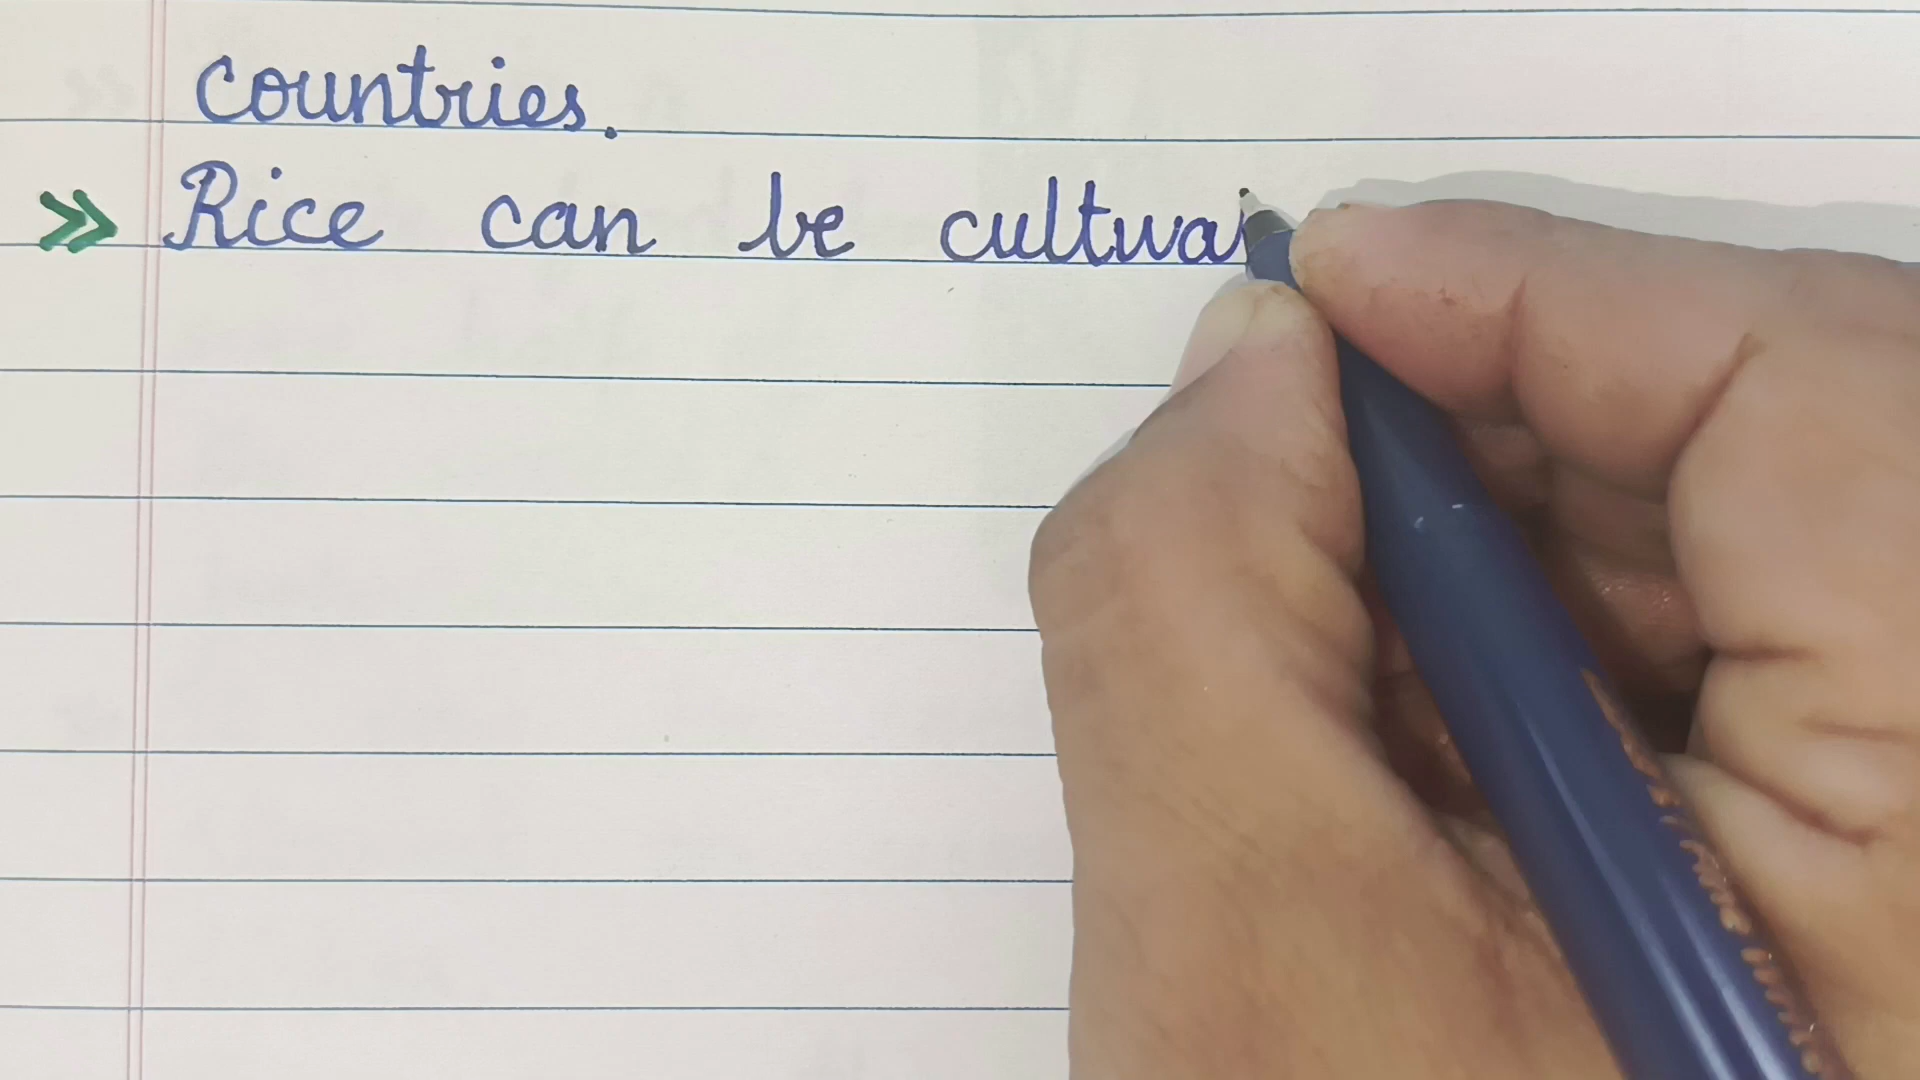 countries.
» Rice can be cultiva